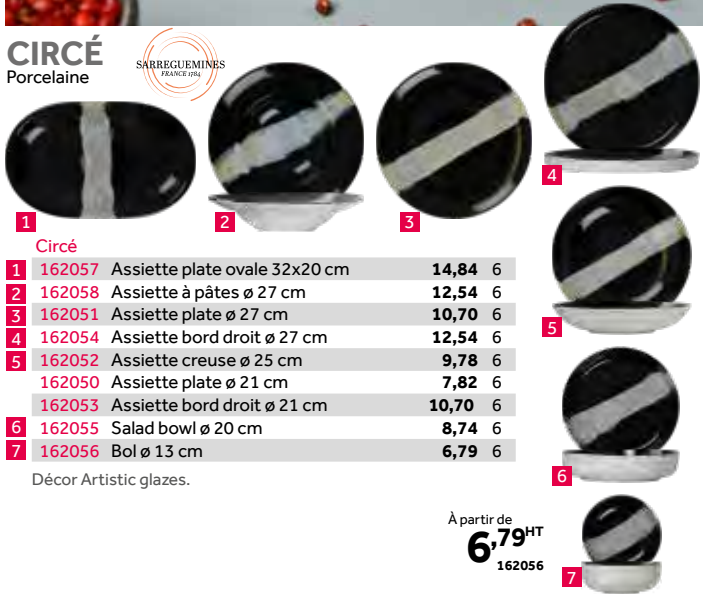 CIRCÉ
Porcelaine
SARREGUEMINES
FRANCE 1784
1
2
3
4
5
6
7
Circé
1 162057 Assiette plate ovale 32x20 cm 14,84 6
2 162058 Assiette à pâtes ø 27 cm 12,54 6
3 162051 Assiette plate ø 27 cm 10,70 6
4 162054 Assiette bord droit ø 27 cm 12,54 6
5 162052 Assiette creuse ø 25 cm 9,78 6
162050 Assiette plate ø 21 cm 7,82 6
162053 Assiette bord droit ø 21 cm 10,70 6
6 162055 Salad bowl ø 20 cm 8,74 6
7 162056 Bol ø 13 cm 6,79 6
Décor Artistic glazes.
À partir de
6,79HT
162056